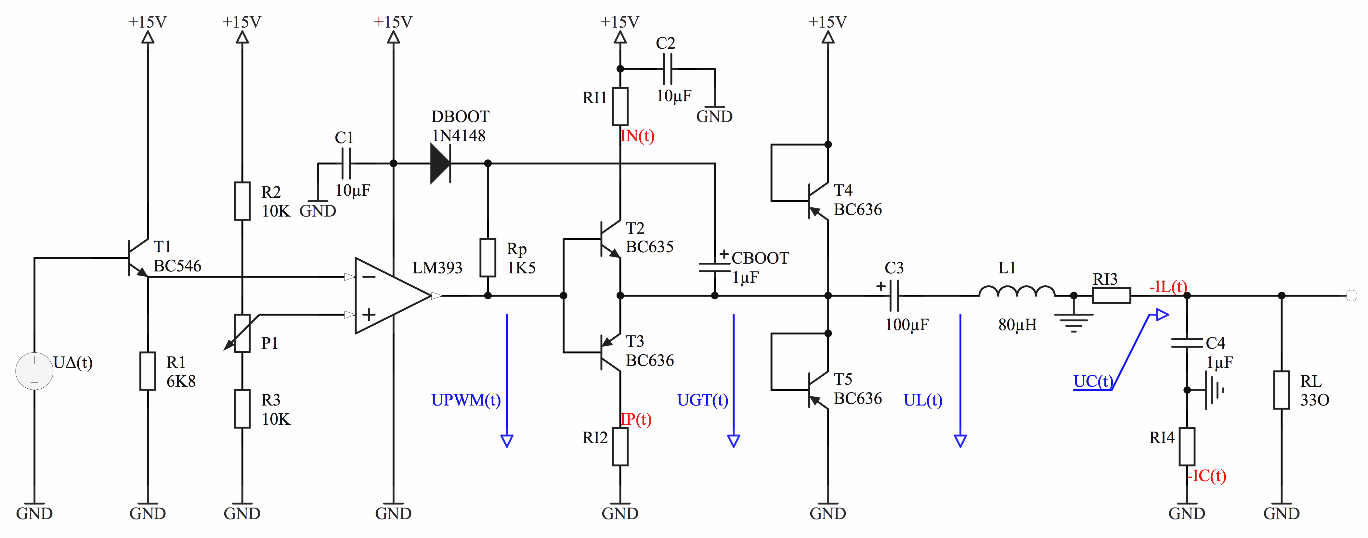 +15V
+15V
+15V
+15V
+15V
C2
10µF
GND
RI1
IN(t)
DBOOT
1N4148
C1
10µF
GND
R2
10K
T4
BC636
T2
BC635
T1
BC546
Rp
1K5
CBOOT
1µF
LM393
C3
100µF
L1
80µH
RI3
-IL(t)
P1
T3
BC636
C4
1µF
UΔ(t)
R1
6K8
R3
10K
UPWM(t)
UGT(t)
T5
BC636
UL(t)
UC(t)
RL
33O
IP(t)
RI2
RI4
-IC(t)
GND
GND
GND
GND
GND
GND
GND
GND